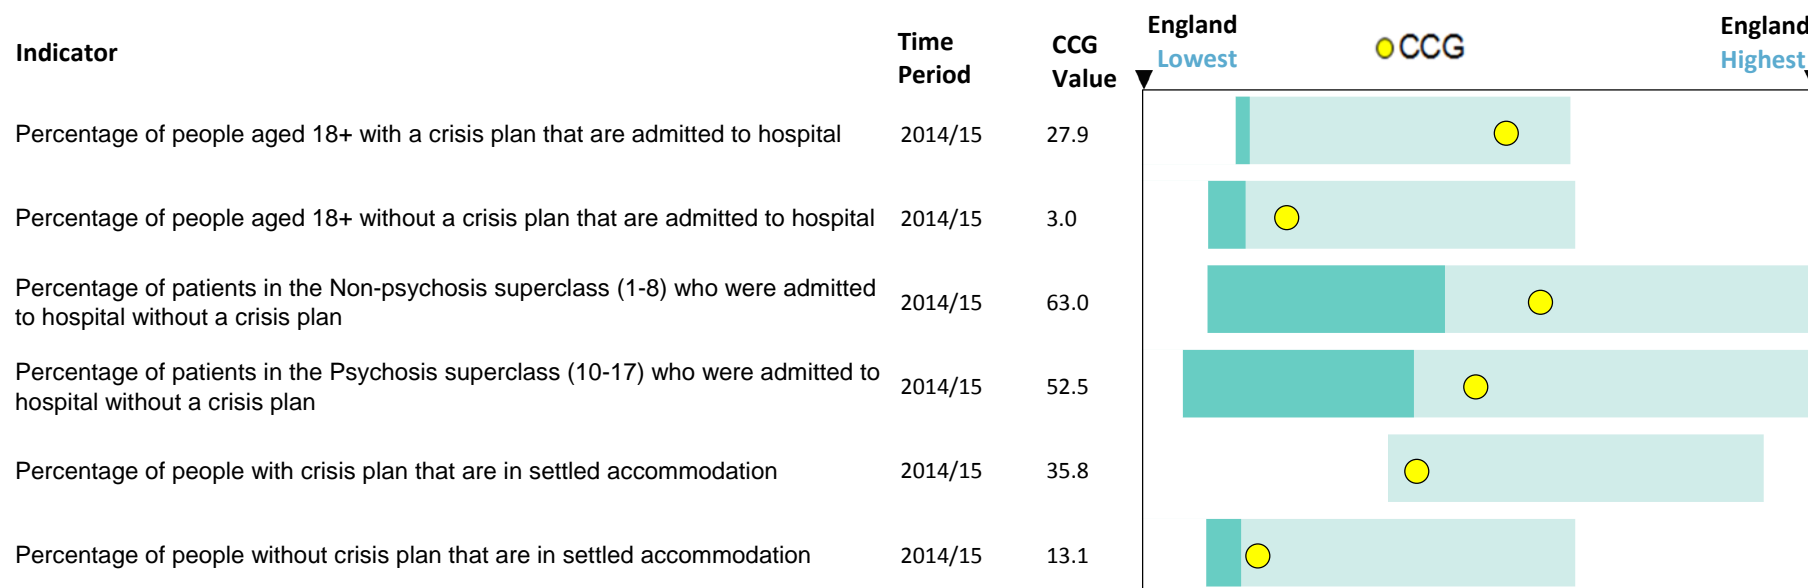 Indicator
Time Period
CCG Value
England Lowest
CCG
England Highest
Percentage of people aged 18+ with a crisis plan that are admitted to hospital 2014/15 27.9
Percentage of people aged 18+ without a crisis plan that are admitted to hospital 2014/15 3.0
Percentage of patients in the Non-psychosis superclass (1-8) who were admitted
to hospital without a crisis plan 2014/15 63.0
Percentage of patients in the Psychosis superclass (10-17) who were admitted to
hospital without a crisis plan 2014/15 52.5
Percentage of people with crisis plan that are in settled accommodation 2014/15 35.8
Percentage of people without crisis plan that are in settled accommodation 2014/15 13.1